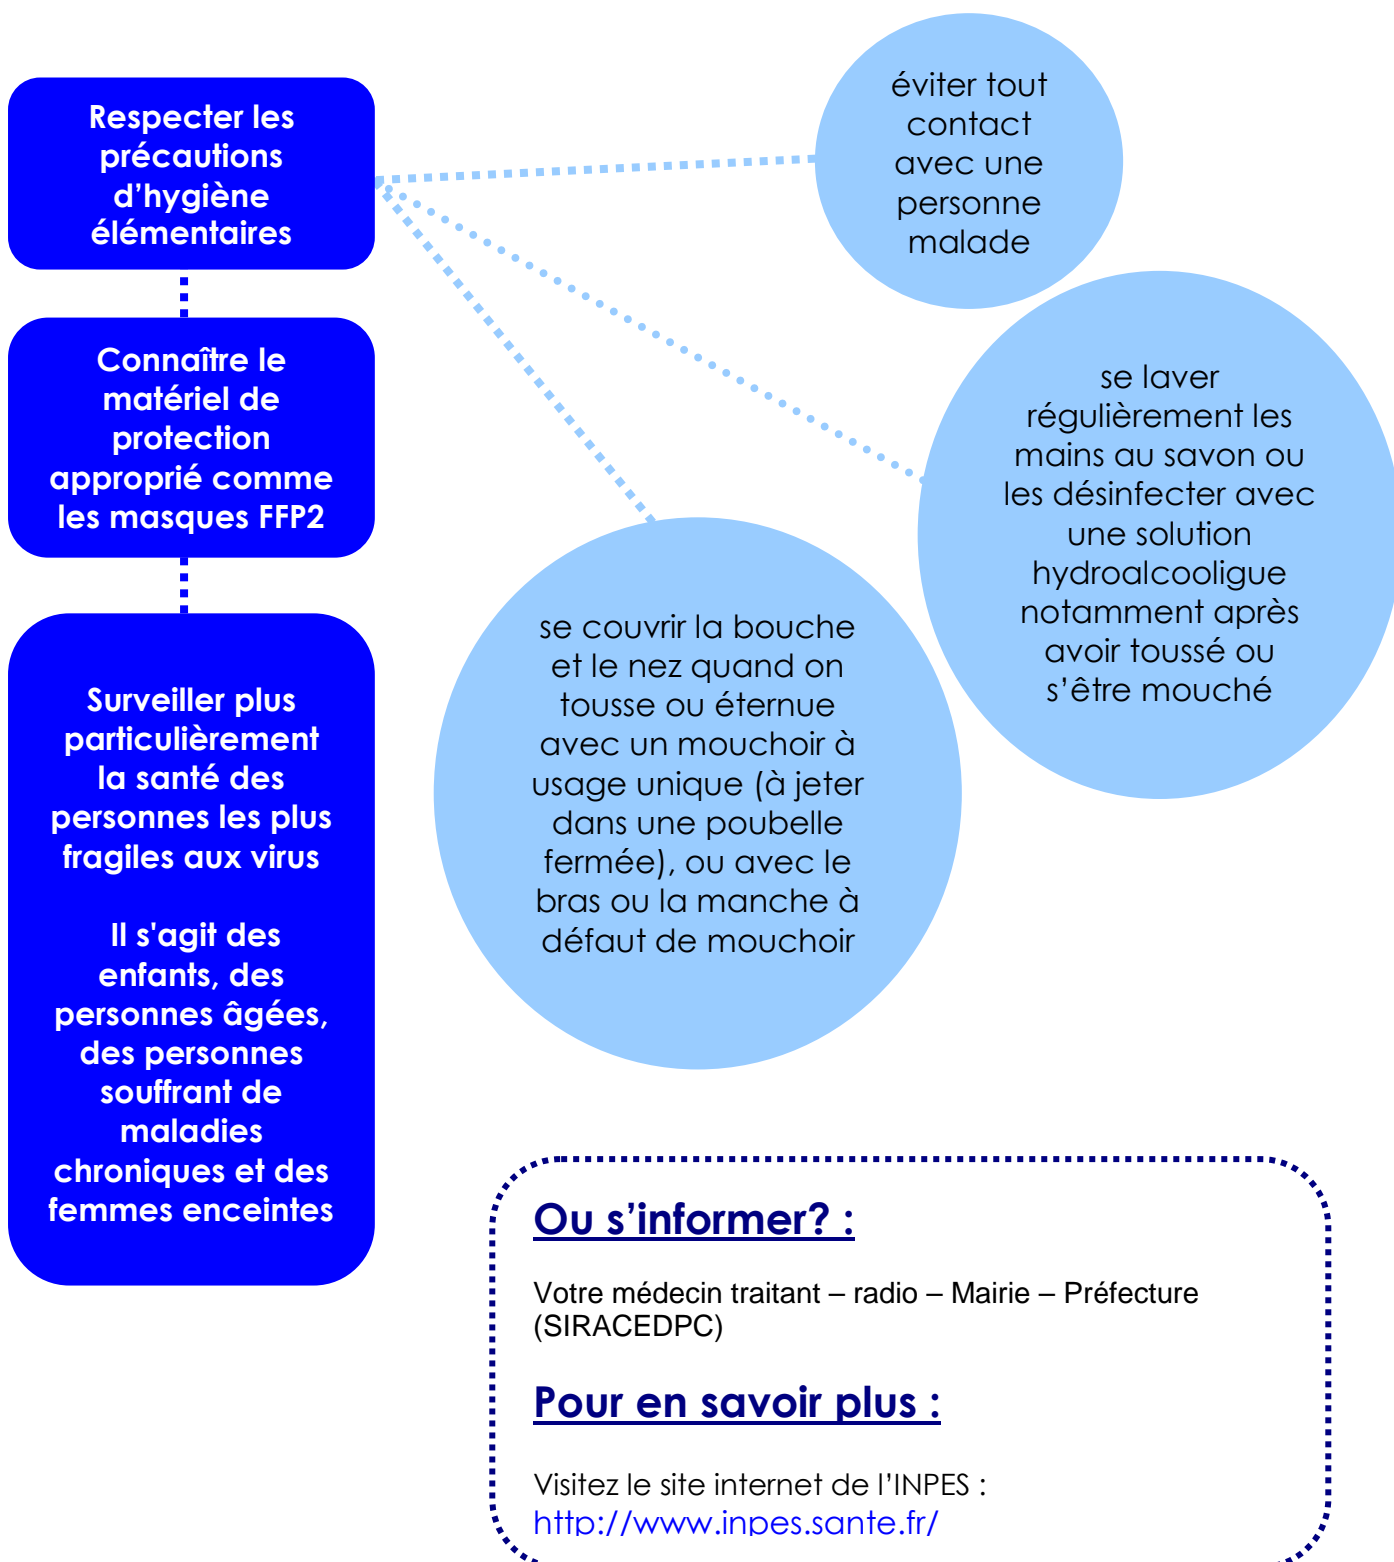 Respecter les
précautions
d’hygiène
élémentaires
Connaître le
matériel de
protection
approprié comme
les masques FFP2
Surveiller plus
particulièrement
la santé des
personnes les plus
fragiles aux virus
Il s'agit des
enfants, des
personnes âgées,
des personnes
souffrant de
maladies
chroniques et des
femmes enceintes
éviter tout
contact
avec une
personne
malade
se laver
régulièrement les
mains au savon ou
les désinfecter avec
une solution
hydroalcooligue
notamment après
avoir toussé ou
s’être mouché
se couvrir la bouche
et le nez quand on
tousse ou éternue
avec un mouchoir à
usage unique (à jeter
dans une poubelle
fermée), ou avec le
bras ou la manche à
défaut de mouchoir
Ou s’informer? :
Votre médecin traitant – radio – Mairie – Préfecture
(SIRACEDPC)
Pour en savoir plus :
Visitez le site internet de l’INPES :
http://www.inpes.sante.fr/